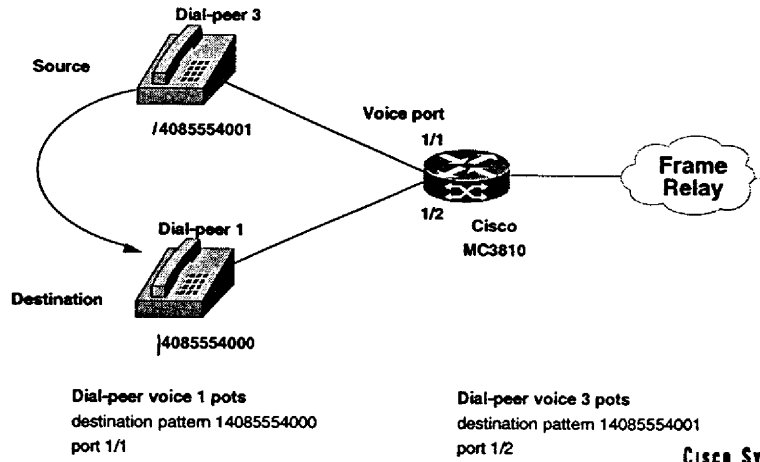 Dial-peer 3
Source
14085554001
Voice port
1/1
1/2
Cisco
MC3810
Frame
Relay
Dial-peer 1
Destination
14085554000
Dial-peer voice 1 pots
destination pattern 14085554000
port 1/1
Dial-peer voice 3 pots
destination pattern 14085554001
port 1/2